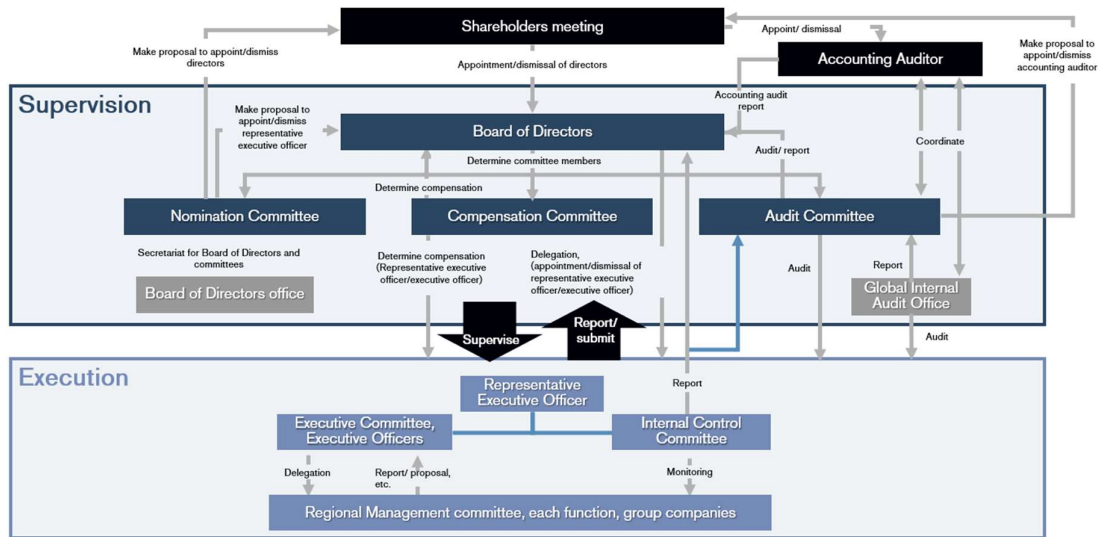 Shareholders meeting
Appoint/ dismissal
Make proposal to appoint/dismiss
directors
Appointment/dismissal of directors
Accounting Auditor
Make proposal to
appoint/dismiss
accounting auditor
Supervision
Accounting audit
report
Make proposal to
appoint/dismiss
representative
executive officer
Board of Directors
Coordinate
Audit/ report
Determine committee members
Determine compensation
Nomination Committee
Compensation Committee
Audit Committee
Secretariat for Board of Directors and
committees
Determine compensation
(Representative executive
officer/executive officer)
Delegation,
(appointment/dismissal of
representative executive
officer/executive officer)
Audit
Report
Board of Directors office
Global Internal
Audit Office
Supervise
Report/
submit
Audit
Execution
Representative
Executive Officer
Report
Executive Committee,
Executive Officers
Internal Control
Committee
Delegation
Report/ proposal,
etc.
Monitoring
Regional Management committee, each function, group companies